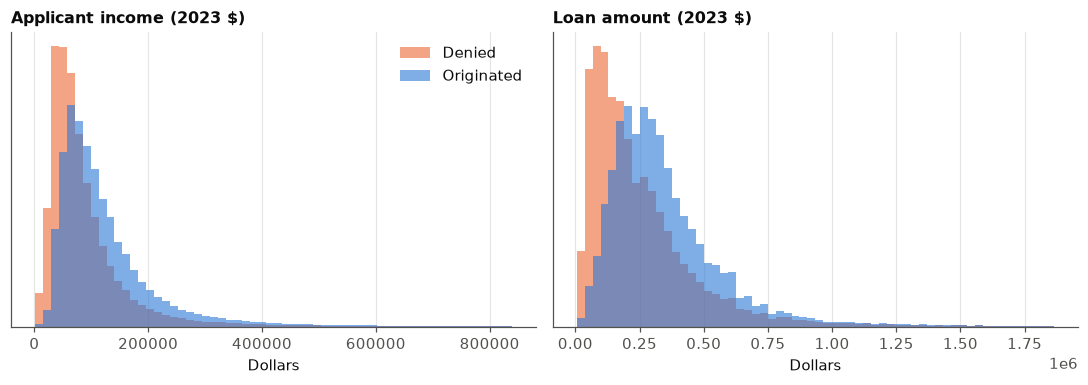 Applicant income (2023 $)
Denied
Originated
0 200000 400000 600000 800000
Dollars
Loan amount (2023 $)
0.00 0.25 0.50 0.75 1.00 1.25 1.50 1.75
1e6
Dollars